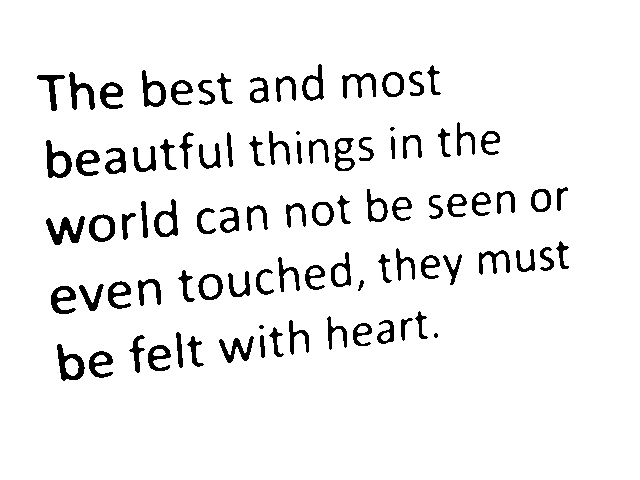 The best and most
beautful things in the
world can not be seen or
even touched, they must
be felt with heart.